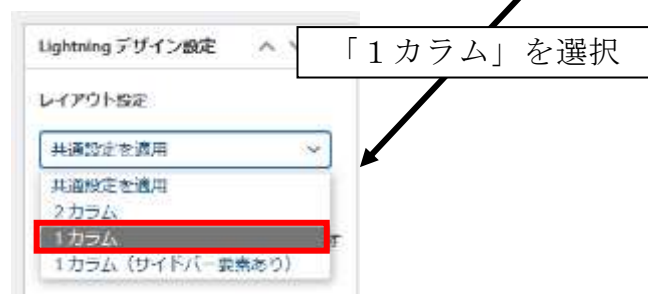 Lightning デザイン設定
「1カラム」を選択
レイアウト設定
共通設定を適用
共通設定を適用
2カラム
1カラム
1カラム（サイドバー要素あり）